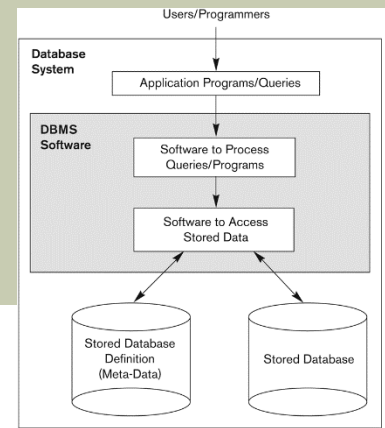 Users/Programmers
Database
System
Application Programs/Queries
DBMS
Software
Software to Process
Queries/Programs
Software to Access
Stored Data
Stored Database
Definition
(Meta-Data)
Stored Database